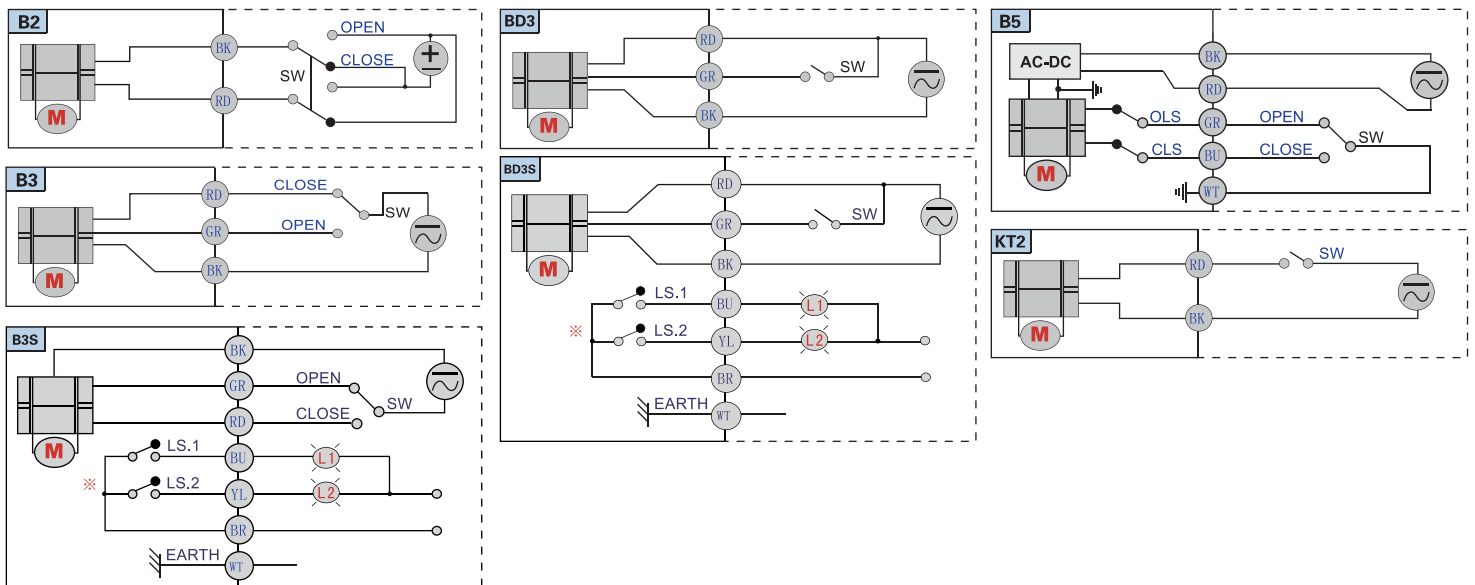 B2
BK
RD
M
SW
OPEN
CLOSE
B3
RD
GR
BK
M
CLOSE
OPEN
SW
B3S
BK
GR
RD
BU
YL
BR
WT
M
OPEN
CLOSE
SW
LS.1
LS.2
L1
L2
※
EARTH
BD3
RD
GR
BK
M
SW
BD3S
RD
GR
BK
BU
YL
BR
WT
M
SW
LS.1
LS.2
L1
L2
※
EARTH
B5
AC-DC
BK
RD
GR
BU
WT
M
OLS
CLS
OPEN
CLOSE
SW
KT2
RD
BK
M
SW